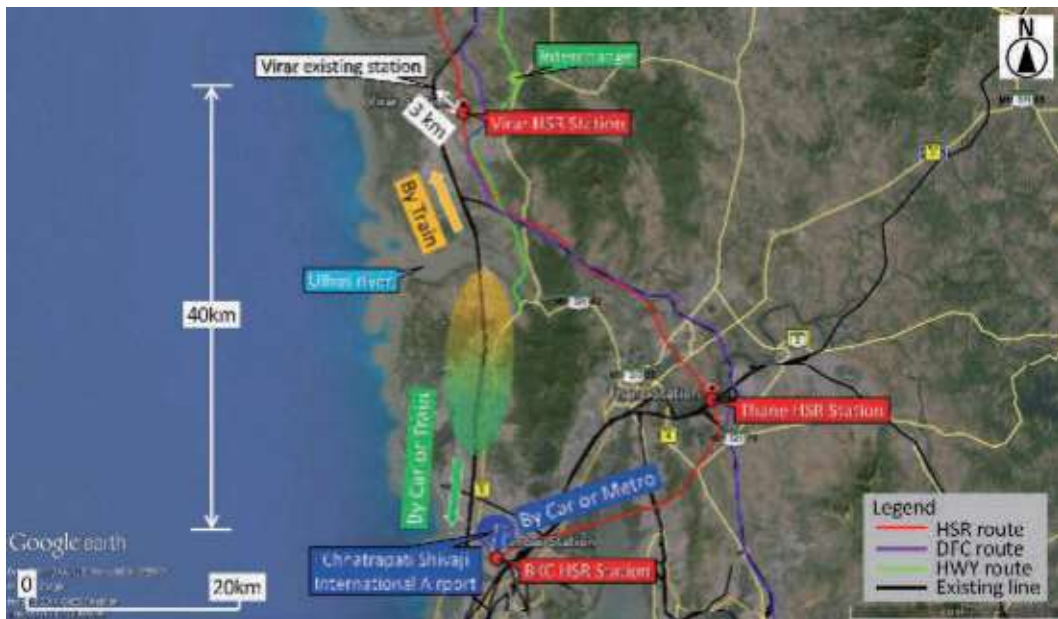 N
Virar existing station
Interchange
3 km
Virar HSR Station
By Train
Ulhas river
40km
Thane HSR Station
By Car or Train
By Car or Metro
Chhatrapati Shivaji
International Airport
BKC HSR Station
Google earth
0
20km
Legend
HSR route
DFC route
HWY route
Existing line